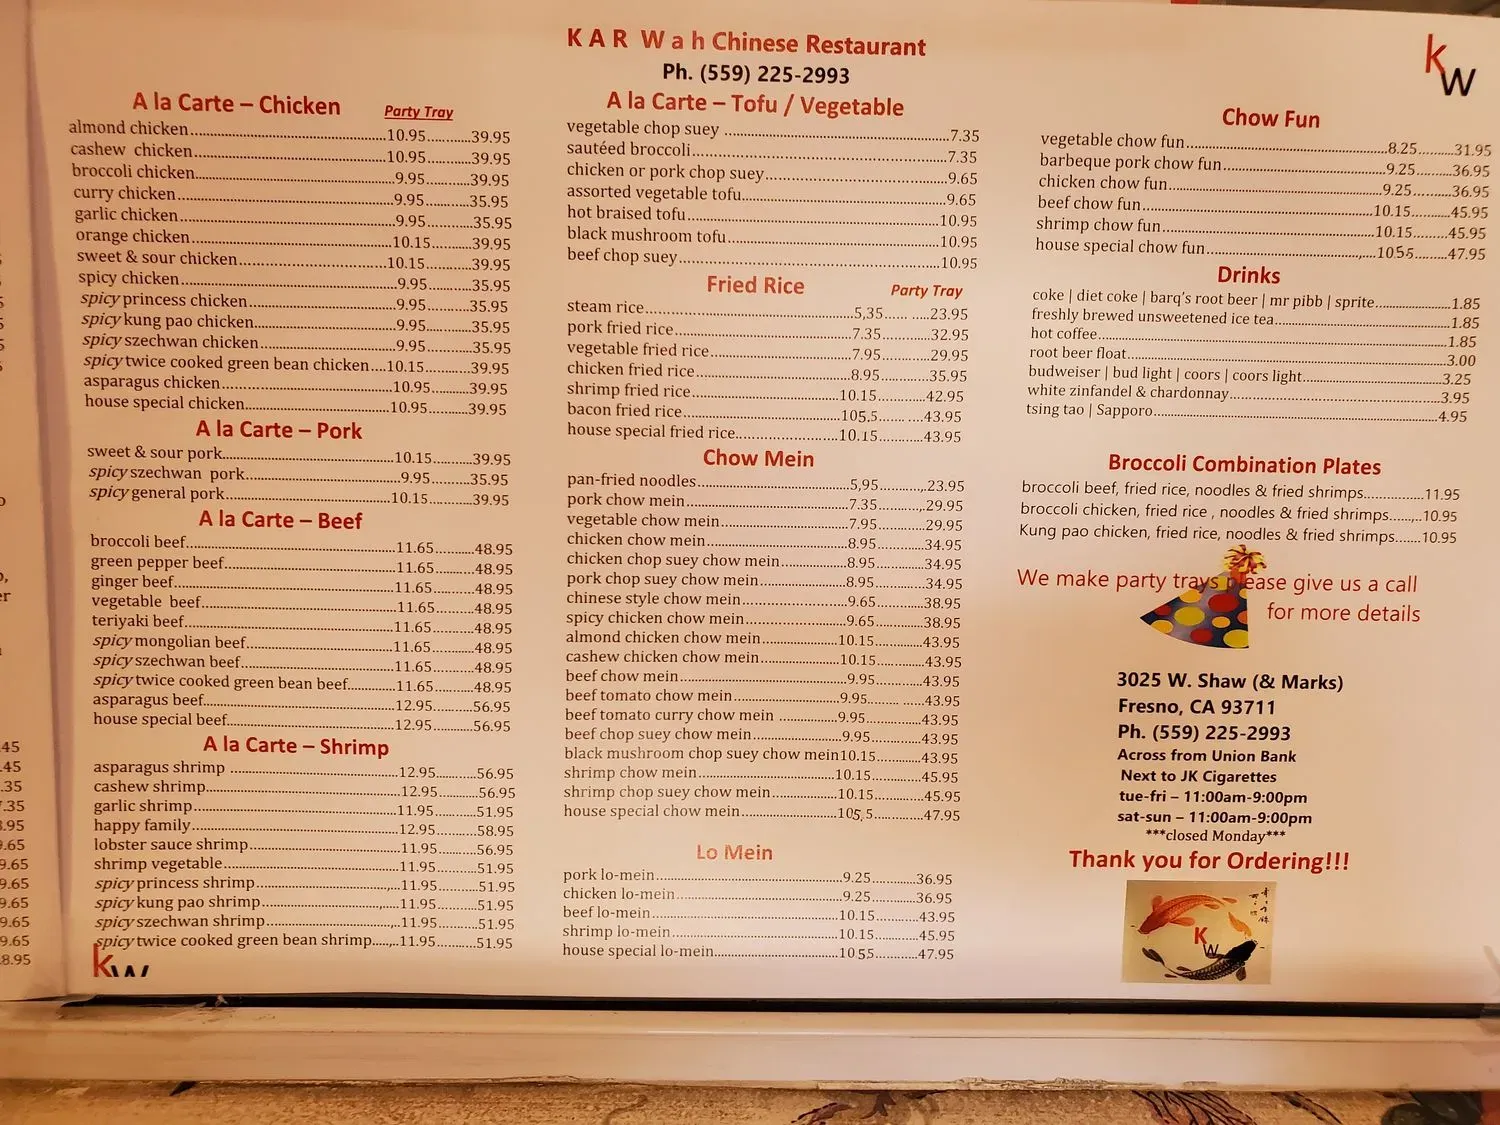 KAR Wah Chinese Restaurant
Ph. (559) 225-2993
KW
A la Carte – Chicken Party Tray
almond chicken 10.95 39.95
cashew chicken 10.95 39.95
broccoli chicken 9.95 39.95
curry chicken 9.95 35.95
garlic chicken 9.95 35.95
orange chicken 10.15 39.95
sweet & sour chicken 10.15 39.95
spicy chicken 9.95 35.95
spicy princess chicken 9.95 35.95
spicy kung pao chicken 9.95 35.95
spicy szechwan chicken 9.95 35.95
spicy twice cooked green bean chicken 10.15 39.95
asparagus chicken 10.95 39.95
house special chicken 10.95 39.95
A la Carte – Pork
sweet & sour pork 10.15 39.95
spicy szechwan pork 9.95 35.95
spicy general pork 10.15 39.95
A la Carte – Beef
broccoli beef 11.65 48.95
green pepper beef 11.65 48.95
ginger beef 11.65 48.95
vegetable beef 11.65 48.95
teriyaki beef 11.65 48.95
spicy mongolian beef 11.65 48.95
spicy szechwan beef 11.65 48.95
spicy twice cooked green bean beef 11.65 48.95
asparagus beef 12.95 56.95
house special beef 12.95 56.95
A la Carte – Shrimp
asparagus shrimp 12.95 56.95
cashew shrimp 12.95 56.95
garlic shrimp 11.95 51.95
happy family 12.95 58.95
lobster sauce shrimp 11.95 56.95
shrimp vegetable 11.95 51.95
spicy princess shrimp 11.95 51.95
spicy kung pao shrimp 11.95 51.95
spicy szechwan shrimp 11.95 51.95
spicy twice cooked green bean shrimp 11.95 51.95
kw
A la Carte – Tofu / Vegetable
vegetable chop suey 7.35
sautéed broccoli 7.35
chicken or pork chop suey 9.65
assorted vegetable tofu 9.65
hot braised tofu 10.95
black mushroom tofu 10.95
beef chop suey 10.95
Fried Rice Party Tray
steam rice 5,35 23.95
pork fried rice 7.35 32.95
vegetable fried rice 7.95 29.95
chicken fried rice 8.95 35.95
shrimp fried rice 10.15 42.95
bacon fried rice 105.5 43.95
house special fried rice 10.15 43.95
Chow Mein
pan-fried noodles 5,95 23.95
pork chow mein 7.35 29.95
vegetable chow mein 7.95 29.95
chicken chow mein 8.95 34.95
chicken chop suey chow mein 8.95 34.95
pork chop suey chow mein 8.95 34.95
chinese style chow mein 9.65 38.95
spicy chicken chow mein 9.65 38.95
almond chicken chow mein 10.15 43.95
cashew chicken chow mein 10.15 43.95
beef chow mein 9.95 43.95
beef tomato chow mein 9.95 43.95
beef tomato curry chow mein 9.95 43.95
beef chop suey chow mein 9.95 43.95
black mushroom chop suey chow mein10.15 43.95
shrimp chow mein 10.15 45.95
shrimp chop suey chow mein 10.15 45.95
house special chow mein 105,5 47.95
Lo Mein
pork lo-mein 9.25 36.95
chicken lo-mein 9.25 36.95
beef lo-mein 10.15 43.95
shrimp lo-mein 10.15 45.95
house special lo-mein 1055 47.95
Chow Fun
vegetable chow fun 8.25 31.95
barbeque pork chow fun 9.25 36.95
chicken chow fun 9.25 36.95
beef chow fun 10.15 45.95
shrimp chow fun 10.15 45.95
house special chow fun 105.5 47.95
Drinks
coke | diet coke | barq's root beer | mr pibb | sprite 1.85
freshly brewed unsweetened ice tea 1.85
hot coffee 1.85
root beer float 3.00
budweiser | bud light | coors | coors light 3.25
white zinfandel & chardonnay 3.95
tsing tao | Sapporo 4.95
Broccoli Combination Plates
broccoli beef, fried rice, noodles & fried shrimps 11.95
broccoli chicken, fried rice , noodles & fried shrimps 10.95
Kung pao chicken, fried rice, noodles & fried shrimps 10.95
We make party trays please give us a call
for more details
3025 W. Shaw (& Marks)
Fresno, CA 93711
Ph. (559) 225-2993
Across from Union Bank
Next to JK Cigarettes
tue-fri – 11:00am-9:00pm
sat-sun – 11:00am-9:00pm
***closed Monday***
Thank you for Ordering!!!
KW